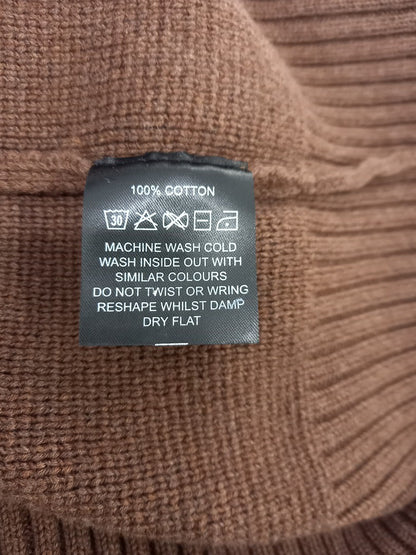 100% COTTON
30
MACHINE WASH COLD
WASH INSIDE OUT WITH
SIMILAR COLOURS
DO NOT TWIST OR WRING
RESHAPE WHILST DAMP
DRY FLAT